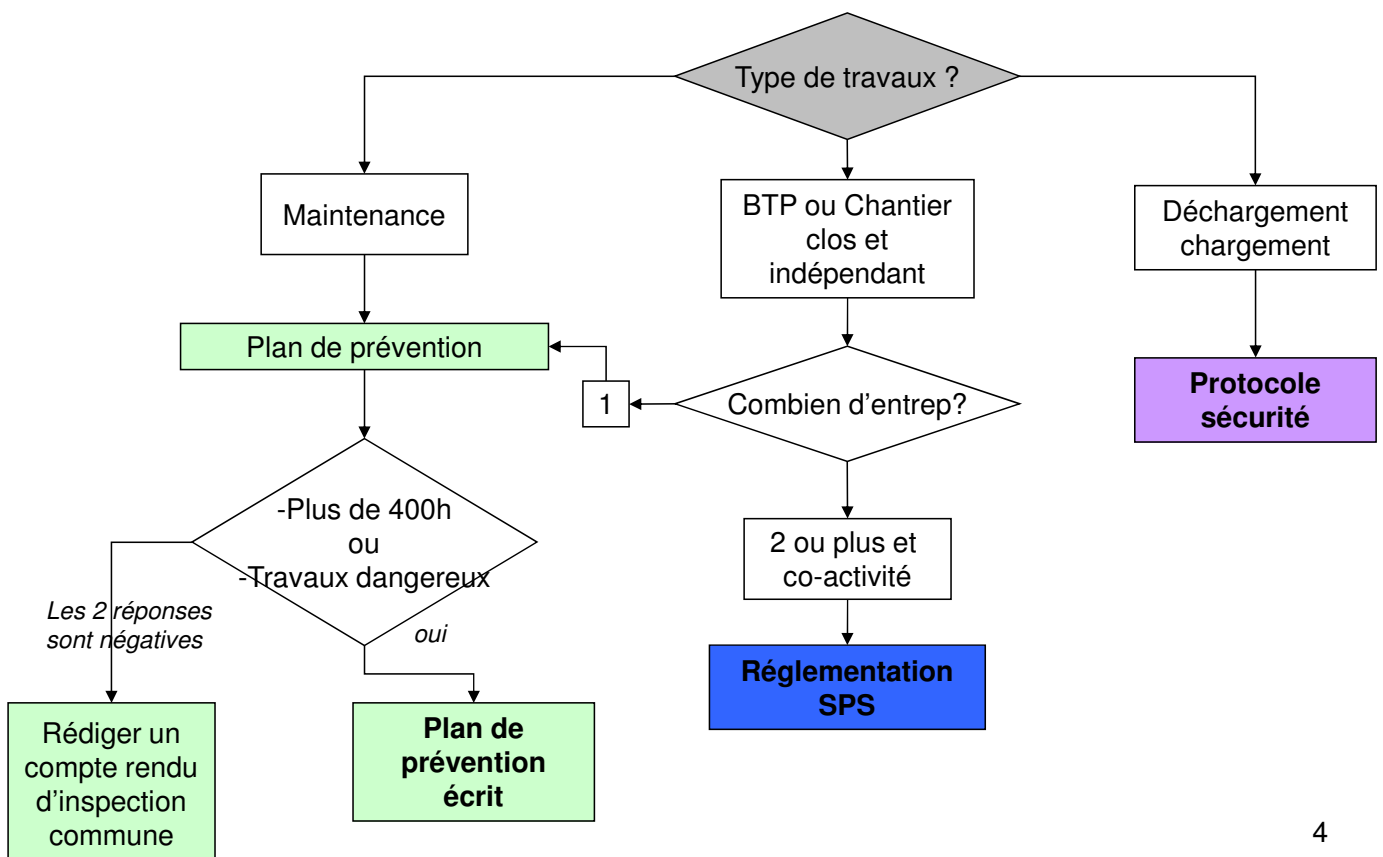 Type de travaux ?
Maintenance
BTP ou Chantier
clos et
indépendant
Déchargement
chargement
Plan de prévention
1
Combien d’entrep?
Protocole
sécurité
-Plus de 400h
ou
-Travaux dangereux
2 ou plus et
co-activité
Les 2 réponses
sont négatives
oui
Réglementation
SPS
Rédiger un
compte rendu
d’inspection
commune
Plan de
prévention
écrit
4